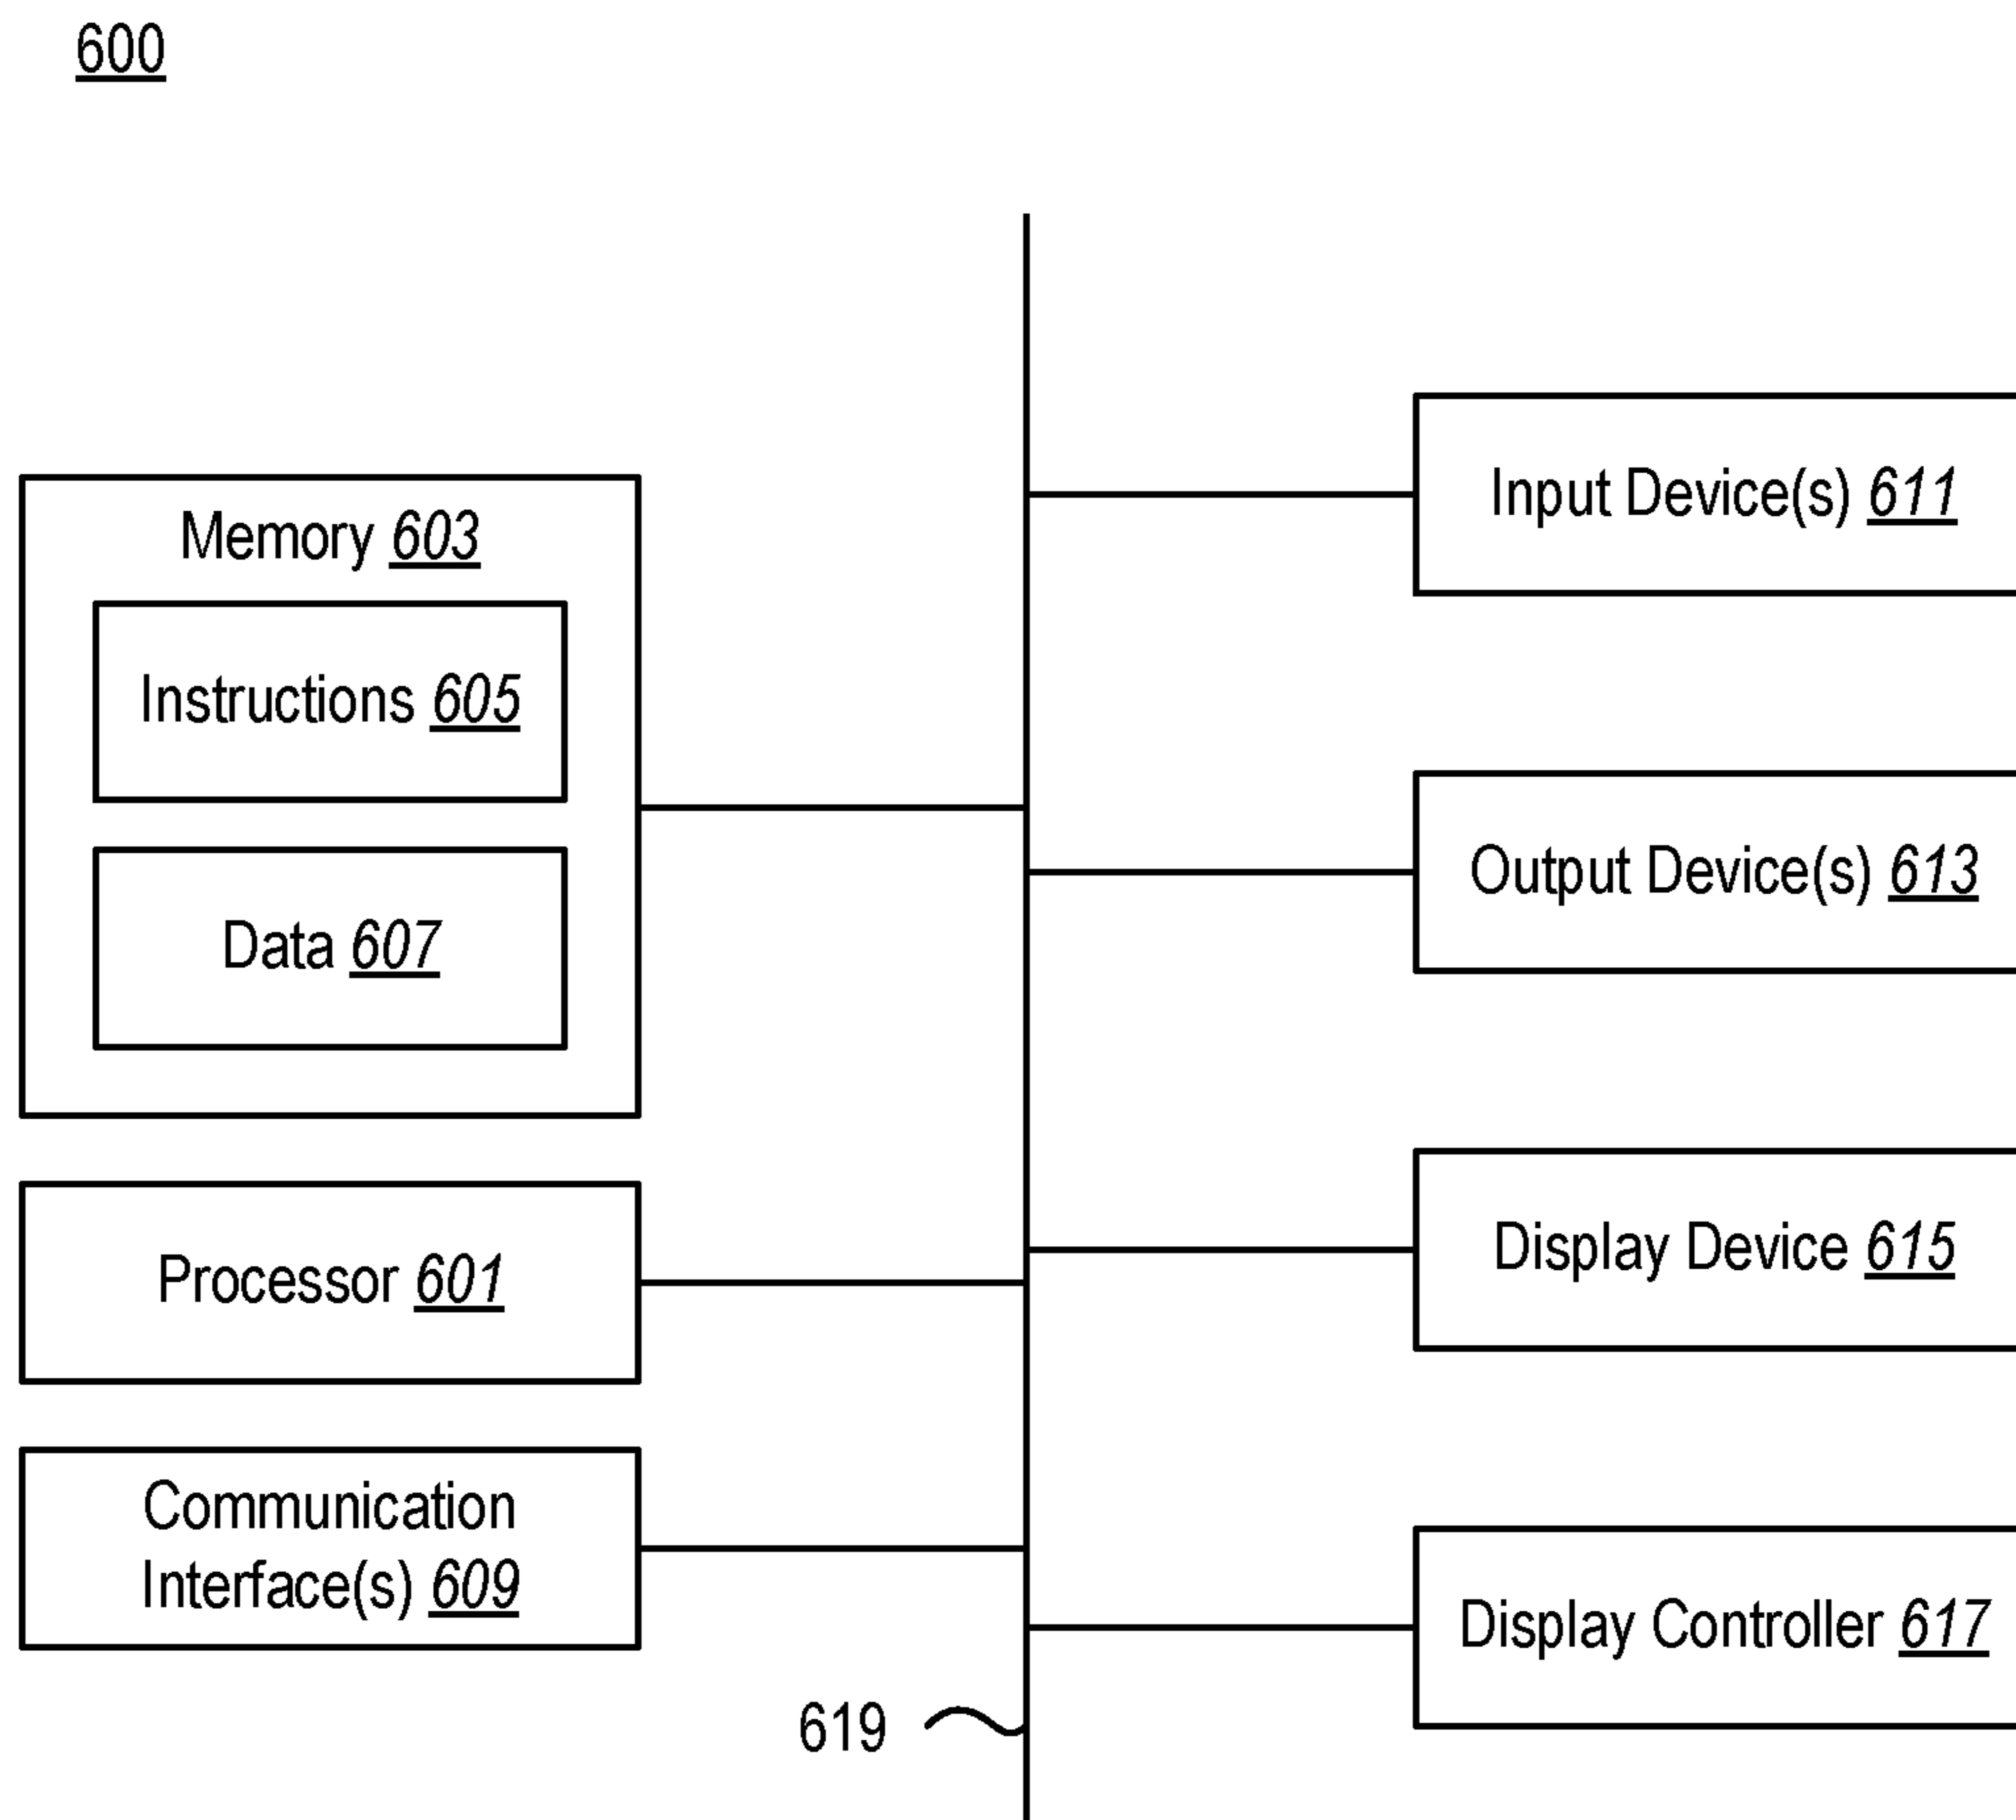 600
Memory 603
Instructions 605
Data 607
Processor 601
Communication
Interface(s) 609
619
Input Device(s) 611
Output Device(s) 613
Display Device 615
Display Controller 617